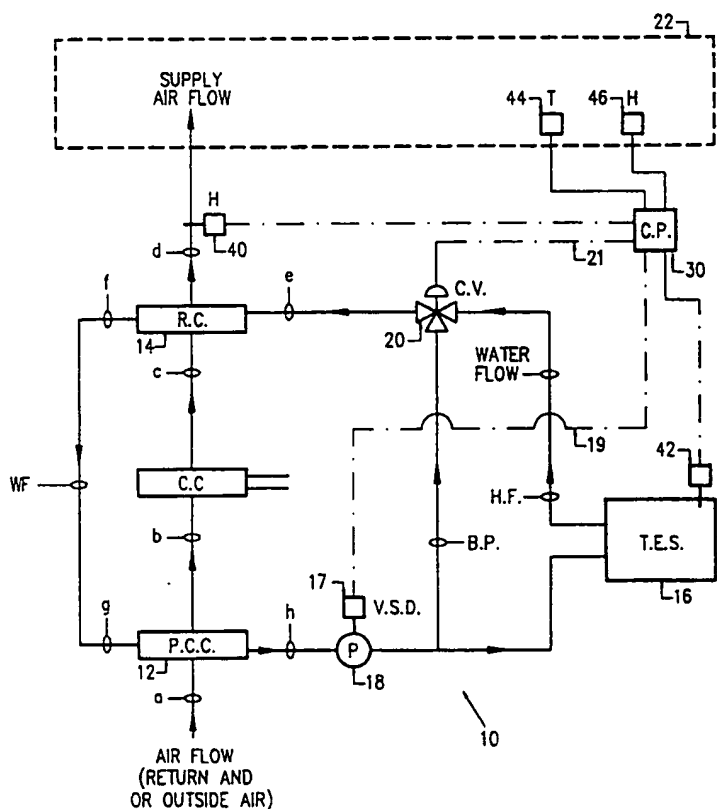 22
SUPPLY
AIR FLOW
44 T
46 H
H
40
C.P.
30
21
d
f
e
C.V.
R.C.
14
20
c
WATER
FLOW
19
42
WF
C.C
H.F.
T.E.S.
16
b
B.P.
17
V.S.D.
g
h
P.C.C.
12
P
18
a
10
AIR FLOW
(RETURN AND
OR OUTSIDE AIR)